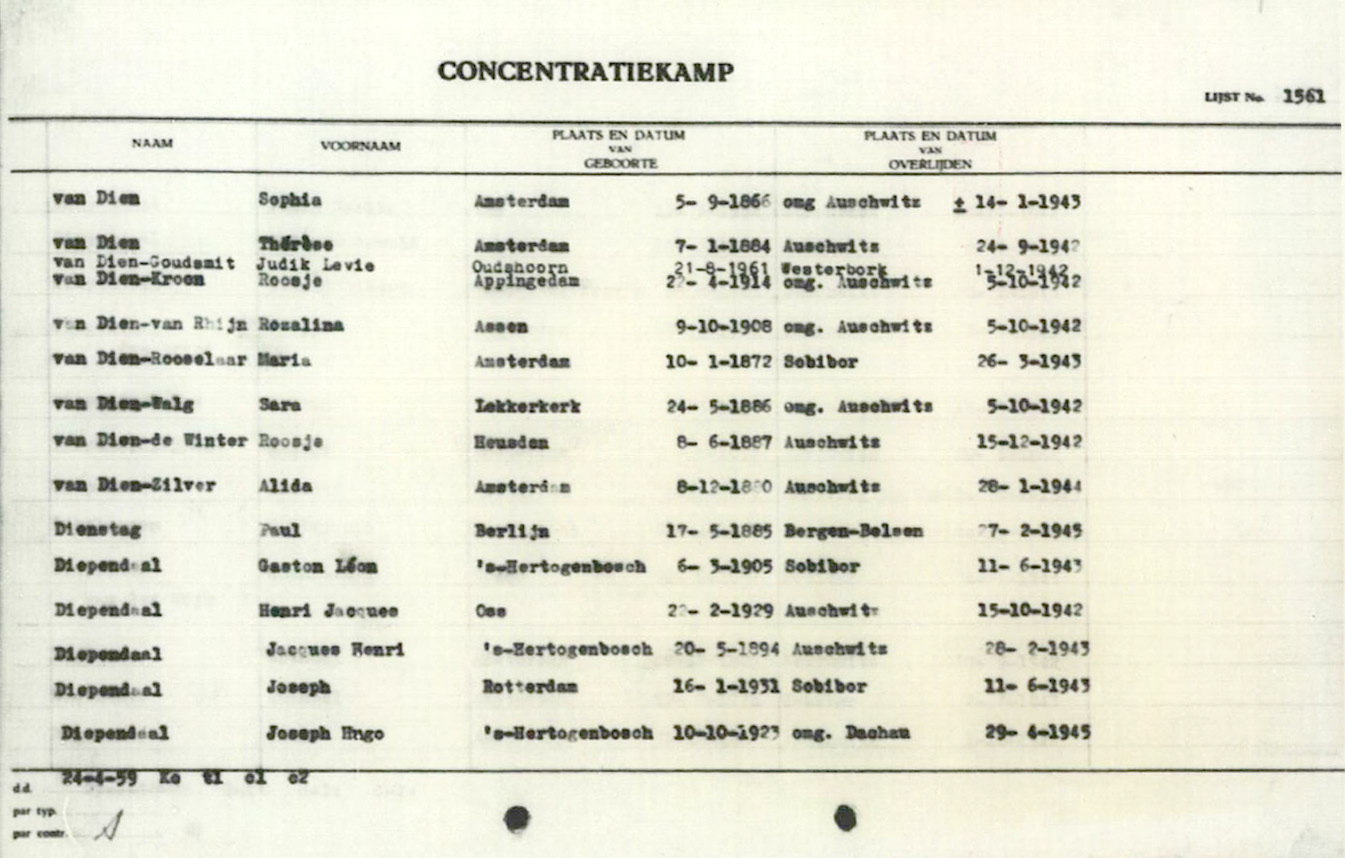 CONCENTRATIEKAMP
LIJST No. 1561
NAAM VOORNAAM PLAATS EN DATUM VAN GEBOORTE PLAATS EN DATUM VAN OVERLIJDEN
van Dien Sophia Amsterdam 5- 9-1866 omg Auschwitz ± 14- 1-1943
van Dien Thérèse Amsterdam 7- 1-1884 Auschwitz 24- 9-1942
van Dien-Goudsmit Judik Levie Oudshoorn 21-8-1961 Westerbork 1-12-1942
van Dien-Kroon Roosje Appingedam 4-1914 omg. Auschwitz 5-10-1942
van Dien-van Rhijn Rozalina Assen 9-10-1908 omg. Auschwitz 5-10-1942
van Dien-Rooselaar Maria Amsterdam 10- 1-1872 Sobibor 26- 3-1943
van Dien-Walg Sara Lekkerkerk 24- 5-1886 omg. Auschwitz 5-10-1942
van Dien-de Winter Roosje Heusden 8- 6-1887 Auschwitz 15-12-1942
van Dien-Zilver Alida Amsterdam Auschwitz 28- 1-1944
Dienstag Paul Berlijn 17- 5-1885 Bergen-Belsen 2-1945
Diependaal Gaston Léon 's-Hertogenbosch 6- 3-1905 Sobibor 11- 6-1943
Diependaal Henri Jacques Oss 2-1929 Auschwitz 15-10-1942
Diependaal Jacques Henri 's-Hertogenbosch 20- 5-1894 Auschwitz 28- 2-1943
Diependaal Joseph Rotterdam 16- 1-1931 Sobibor 11- 6-1943
Diependaal Joseph Hugo 's-Hertogenbosch 10-10-1923 omg. Dachau 29- 4-1945
d.d. 24-4-59 Ko t1 c1 c2
par typ.
par contr.